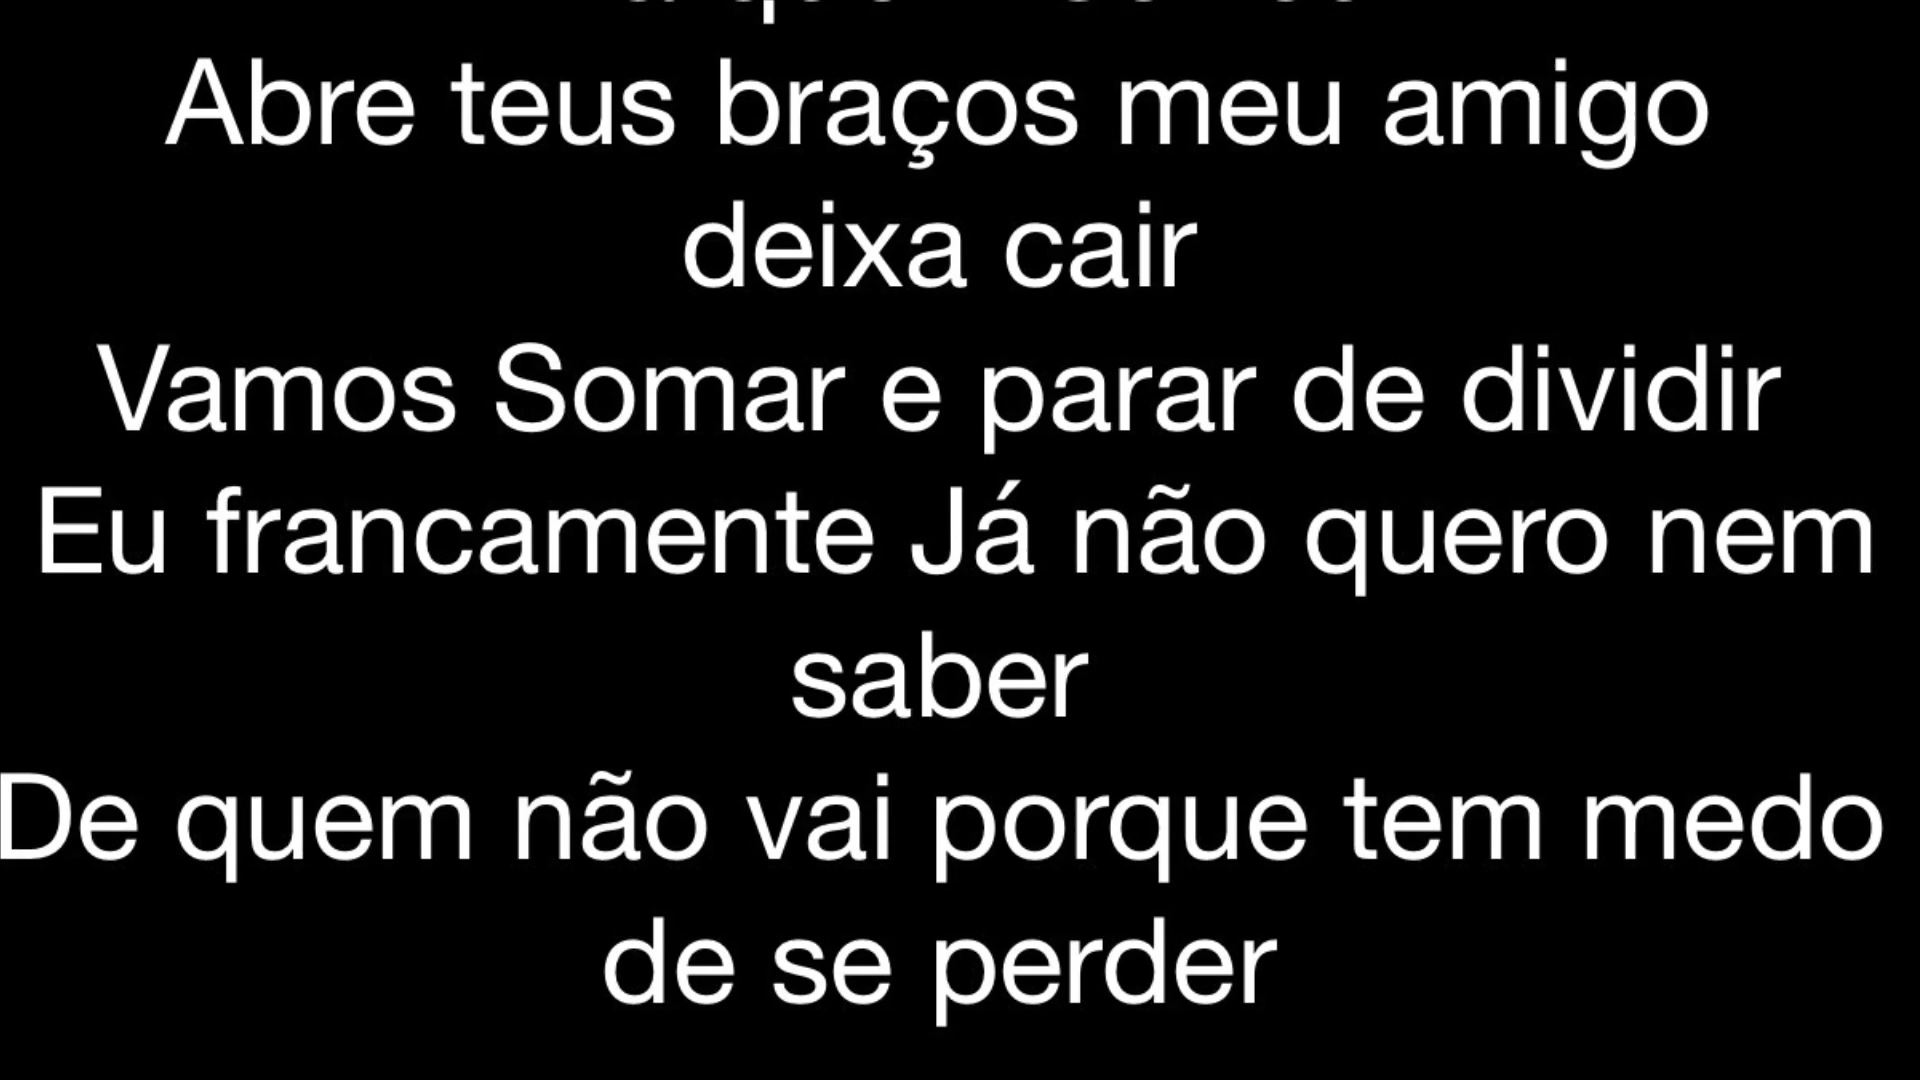 Abre teus braços meu amigo
deixa cair
Vamos Somar e parar de dividir
Eu francamente Já não quero nem
saber
De quem não vai porque tem medo
de se perder